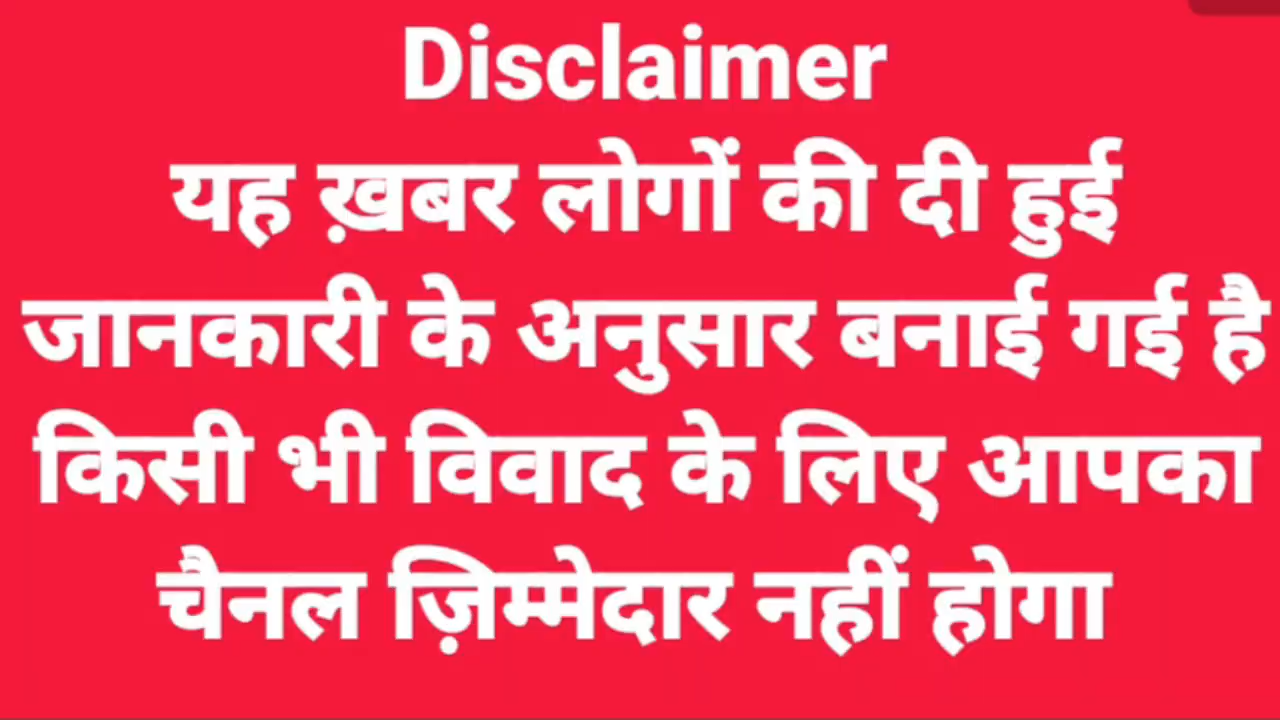 Disclaimer
यह ख़बर लोगों की दी हुई
जानकारी के अनुसार बनाई गई है
किसी भी विवाद के लिए आपका
चैनल ज़िम्मेदार नहीं होगा